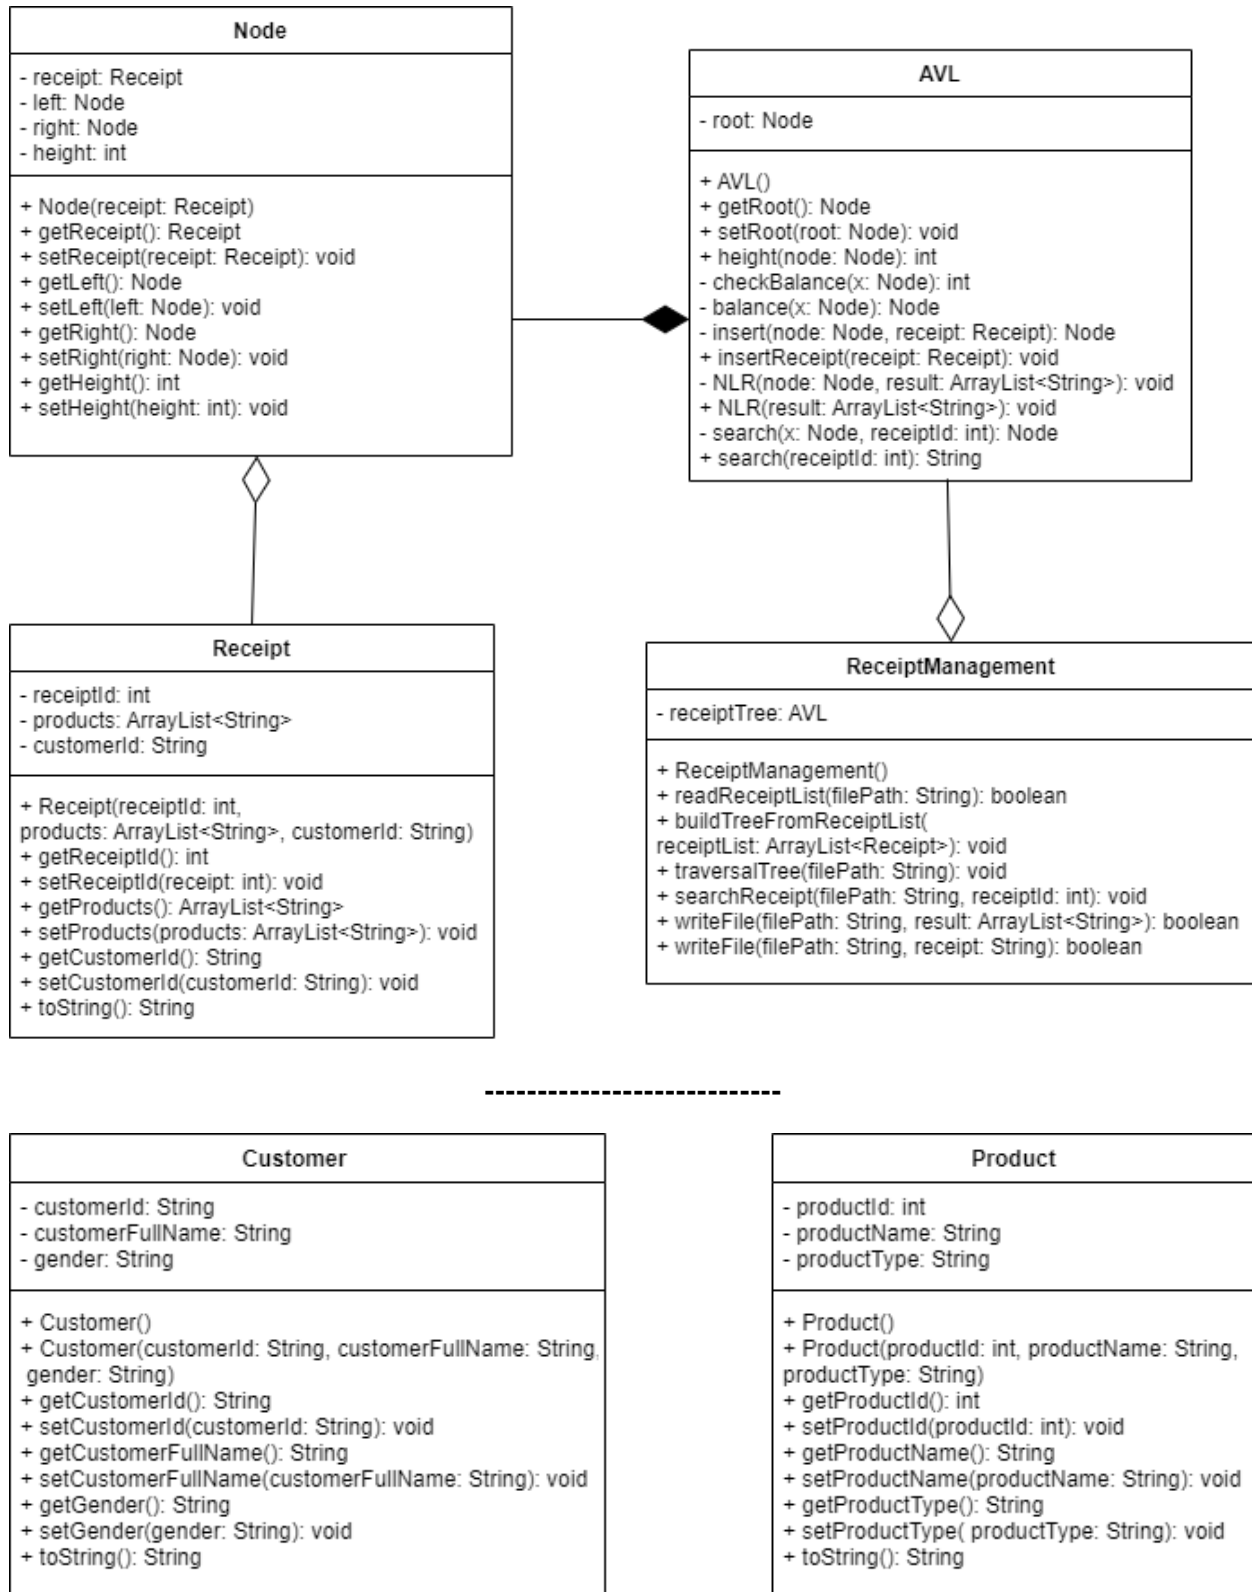 Node
- receipt: Receipt
- left: Node
- right: Node
- height: int
+ Node(receipt: Receipt)
+ getReceipt(): Receipt
+ setReceipt(receipt: Receipt): void
+ getLeft(): Node
+ setLeft(left: Node): void
+ getRight(): Node
+ setRight(right: Node): void
+ getHeight(): int
+ setHeight(height: int): void
AVL
- root: Node
+ AVL()
+ getRoot(): Node
+ setRoot(root: Node): void
+ height(node: Node): int
- checkBalance(x: Node): int
- balance(x: Node): Node
- insert(node: Node, receipt: Receipt): Node
+ insertReceipt(receipt: Receipt): void
- NLR(node: Node, result: ArrayList<String>): void
+ NLR(result: ArrayList<String>): void
- search(x: Node, receiptId: int): Node
+ search(receiptId: int): String
Receipt
- receiptId: int
- products: ArrayList<String>
- customerId: String
+ Receipt(receiptId: int,
products: ArrayList<String>, customerId: String)
+ getReceiptId(): int
+ setReceiptId(receipt: int): void
+ getProducts(): ArrayList<String>
+ setProducts(products: ArrayList<String>): void
+ getCustomerId(): String
+ setCustomerId(customerId: String): void
+ toString(): String
ReceiptManagement
- receiptTree: AVL
+ ReceiptManagement()
+ readReceiptList(filePath: String): boolean
+ buildTreeFromReceiptList(
receiptList: ArrayList<Receipt>): void
+ traversalTree(filePath: String): void
+ searchReceipt(filePath: String, receiptId: int): void
+ writeFile(filePath: String, result: ArrayList<String>): boolean
+ writeFile(filePath: String, receipt: String): boolean
Customer
- customerId: String
- customerFullName: String
- gender: String
+ Customer()
+ Customer(customerId: String, customerFullName: String,
gender: String)
+ getCustomerId(): String
+ setCustomerId(customerId: String): void
+ getCustomerFullName(): String
+ setCustomerFullName(customerFullName: String): void
+ getGender(): String
+ setGender(gender: String): void
+ toString(): String
Product
- productId: int
- productName: String
- productType: String
+ Product()
+ Product(productId: int, productName: String,
productType: String)
+ getProductId(): int
+ setProductId(productId: int): void
+ getProductName(): String
+ setProductName(productName: String): void
+ getProductType(): String
+ setProductType( productType: String): void
+ toString(): String